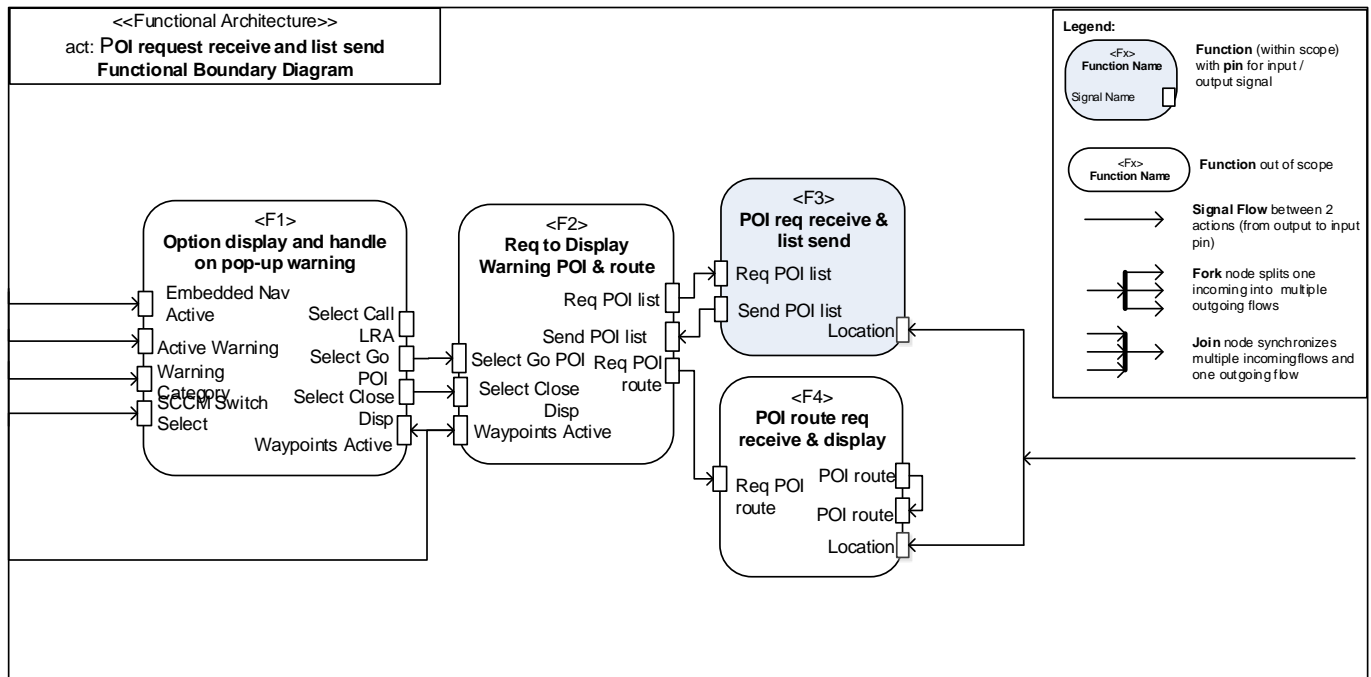 <<Functional Architecture>>
act: POI request receive and list send
Functional Boundary Diagram
Legend:
<Fx>
Function Name
Signal Name
Function (within scope)
with pin for input /
output signal
<Fx>
Function Name
Function out of scope
Signal Flow between 2
actions (from output to input
pin)
Fork node splits one
incoming into multiple
outgoing flows
Join node synchronizes
multiple incomingflows and
one outgoing flow
<F1>
Option display and handle
on pop-up warning
Embedded Nav
Active
Active Warning
Warning
Category
SCCM Switch
Select
Select Call
LRA
Select Go
POI
Select Close
Disp
Waypoints Active
<F2>
Req to Display
Warning POI & route
Req POI list
Send POI list
Select Go POI
Req POI
route
Select Close
Disp
Waypoints Active
<F3>
POI req receive &
list send
Req POI list
Send POI list
Location
<F4>
POI route req
receive & display
Req POI
route
POI route
POI route
Location